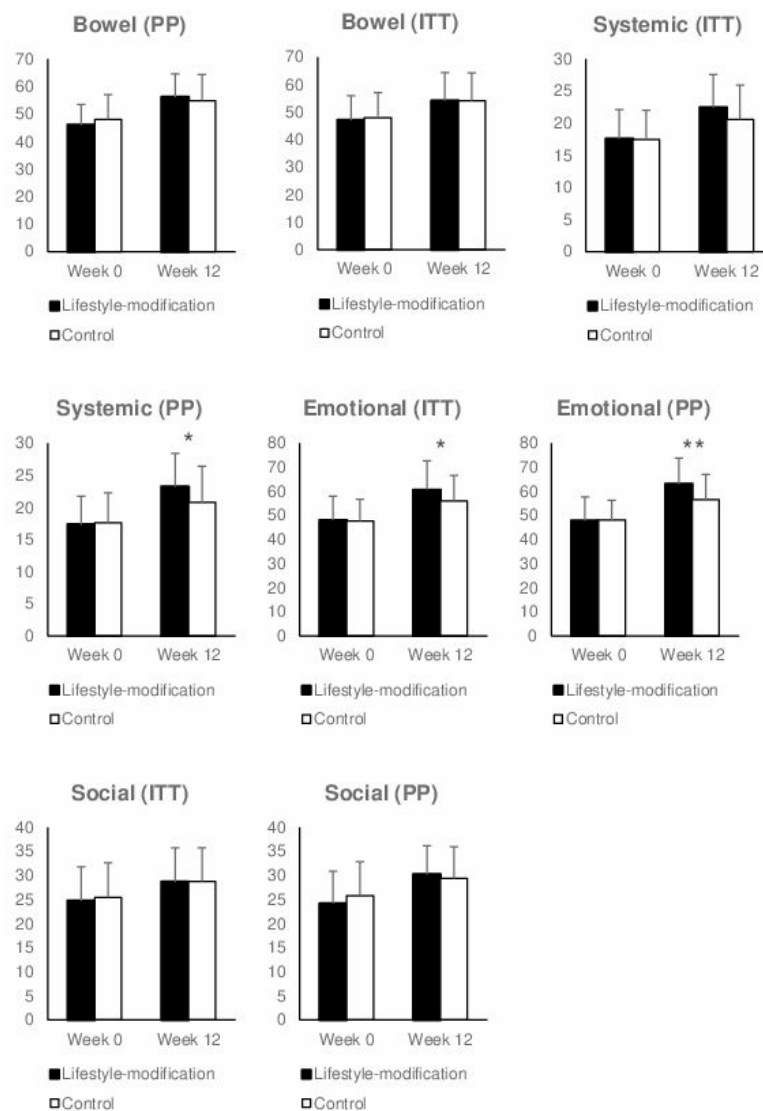 Bowel (PP)
70
60
50
40
30
20
10
0
Week 0 Week 12
Lifestyle-modification
Control
Bowel (ITT)
70
60
50
40
30
20
10
0
Week 0 Week 12
Lifestyle-modification
Control
Systemic (ITT)
30
25
20
15
10
5
0
Week 0 Week 12
Lifestyle-modification
Control
Systemic (PP)
30
25
20
15
10
5
0
*
Week 0 Week 12
Lifestyle-modification
Control
Emotional (ITT)
80
70
60
50
40
30
20
10
0
*
Week 0 Week 12
Lifestyle-modification
Control
Emotional (PP)
80
70
60
50
40
30
20
10
0
**
Week 0 Week 12
Lifestyle-modification
Control
Social (ITT)
40
35
30
25
20
15
10
5
0
Week 0 Week 12
Lifestyle-modification
Control
Social (PP)
40
35
30
25
20
15
10
5
0
Week 0 Week 12
Lifestyle-modification
Control